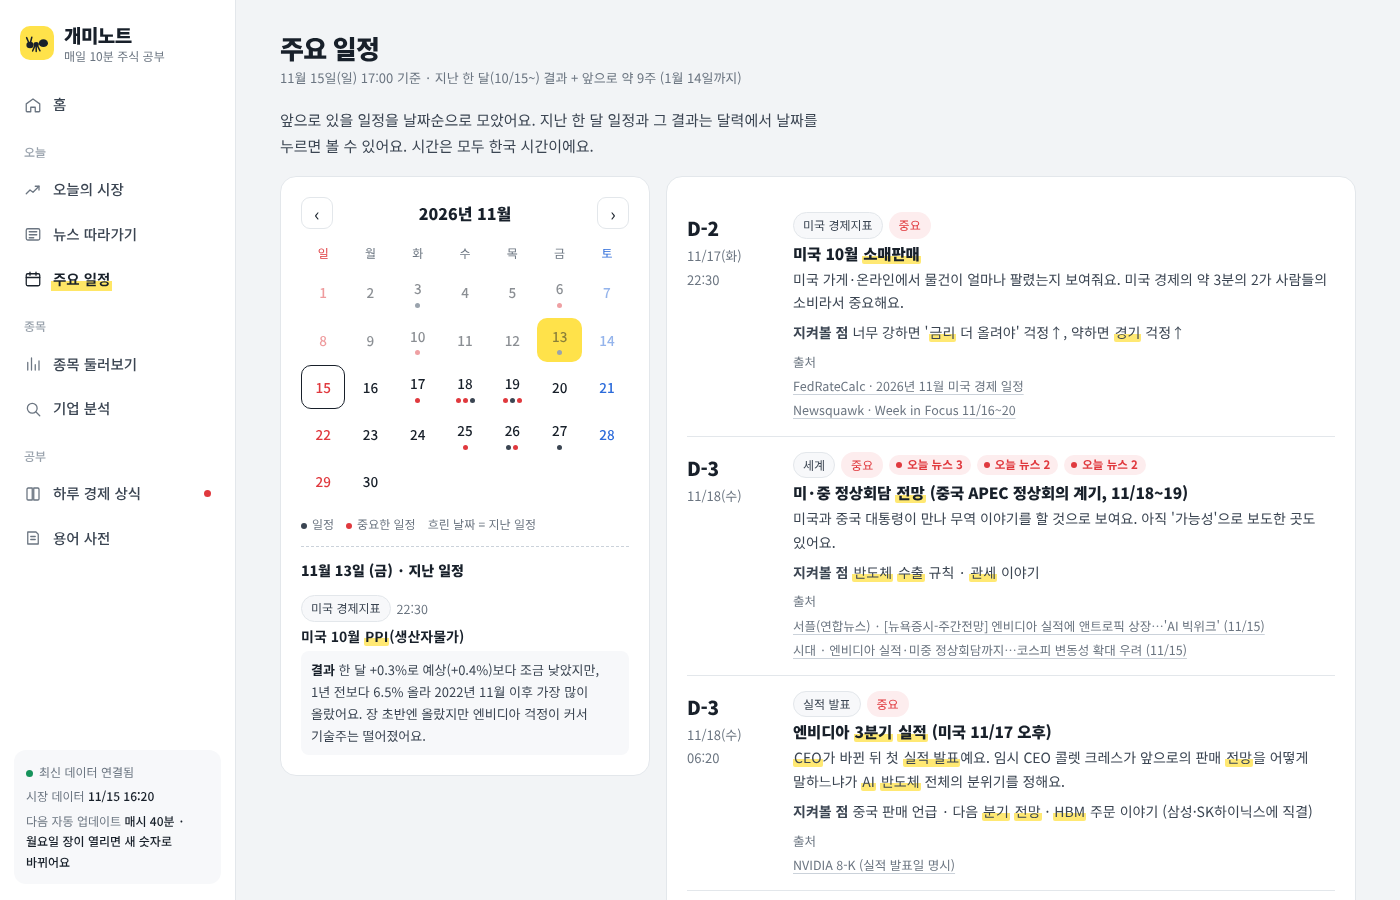 개미노트
매일 10분 주식 공부
홈
오늘
오늘의 시장
뉴스 따라가기
주요 일정
종목
종목 둘러보기
기업 분석
공부
하루 경제 상식
용어 사전
최신 데이터 연결됨
시장 데이터 11/15 16:20
다음 자동 업데이트 매시 40분 ·
월요일 장이 열리면 새 숫자로
바뀌어요
주요 일정
11월 15일(일) 17:00 기준 · 지난 한 달(10/15~) 결과 + 앞으로 약 9주 (1월 14일까지)
앞으로 있을 일정을 날짜순으로 모았어요. 지난 한 달 일정과 그 결과는 달력에서 날짜를
누르면 볼 수 있어요. 시간은 모두 한국 시간이에요.
‹ 2026년 11월 ›
일 월 화 수 목 금 토
1 2 3 4 5 6 7
8 9 10 11 12 13 14
15 16 17 18 19 20 21
22 23 24 25 26 27 28
29 30
일정 중요한 일정 흐린 날짜 = 지난 일정
11월 13일 (금) · 지난 일정
미국 경제지표 22:30
미국 10월 PPI(생산자물가)
결과 한 달 +0.3%로 예상(+0.4%)보다 조금 낮았지만,
1년 전보다 6.5% 올라 2022년 11월 이후 가장 많이
올랐어요. 장 초반엔 올랐지만 엔비디아 걱정이 커서
기술주는 떨어졌어요.
D-2
11/17(화)
22:30
미국 경제지표 중요
미국 10월 소매판매
미국 가게·온라인에서 물건이 얼마나 팔렸는지 보여줘요. 미국 경제의 약 3분의 2가 사람들의
소비라서 중요해요.
지켜볼 점 너무 강하면 '금리 더 올려야' 걱정↑, 약하면 경기 걱정↑
출처
FedRateCalc · 2026년 11월 미국 경제 일정
Newsquawk · Week in Focus 11/16~20
D-3
11/18(수)
세계 중요 오늘 뉴스 3 오늘 뉴스 2 오늘 뉴스 2
미·중 정상회담 전망 (중국 APEC 정상회의 계기, 11/18~19)
미국과 중국 대통령이 만나 무역 이야기를 할 것으로 보여요. 아직 '가능성'으로 보도한 곳도
있어요.
지켜볼 점 반도체 수출 규칙 · 관세 이야기
출처
서플(연합뉴스) · [뉴욕증시-주간전망] 엔비디아 실적에 앤트로픽 상장…'AI 빅위크' (11/15)
시대 · 엔비디아 실적·미중 정상회담까지…코스피 변동성 확대 우려 (11/15)
D-3
11/18(수)
06:20
실적 발표 중요
엔비디아 3분기 실적 (미국 11/17 오후)
CEO가 바뀐 뒤 첫 실적 발표예요. 임시 CEO 콜렛 크레스가 앞으로의 판매 전망을 어떻게
말하느냐가 AI 반도체 전체의 분위기를 정해요.
지켜볼 점 중국 판매 언급 · 다음 분기 전망 · HBM 주문 이야기 (삼성·SK하이닉스에 직결)
출처
NVIDIA 8-K (실적 발표일 명시)